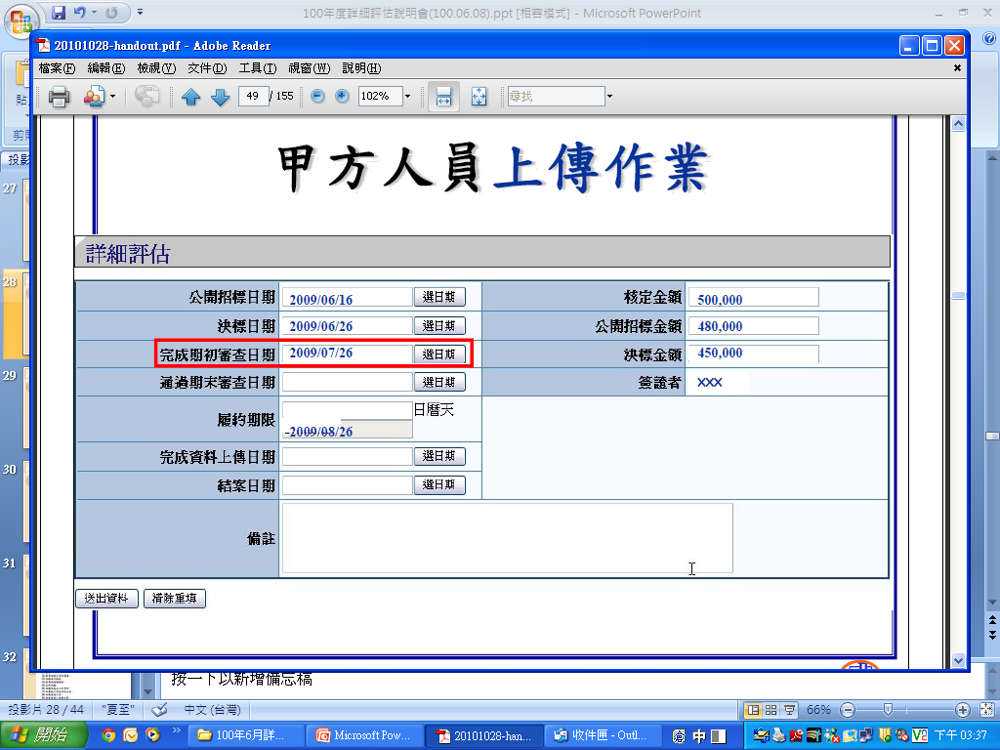 100年度詳細評估說明會(100.06.08).ppt [相容模式] - Microsoft PowerPoint
20101028-handout.pdf - Adobe Reader
檔案(F) 編輯(E) 檢視(V) 文件(D) 工具(T) 視窗(W) 說明(H)
49 / 155 102% 尋找
甲方人員上傳作業
詳細評估
公開招標日期 2009/06/16 選日期 核定金額 500,000
決標日期 2009/06/26 選日期 公開招標金額 480,000
完成期初審查日期 2009/07/26 選日期 決標金額 450,000
通過期末審查日期 選日期 簽證者 XXX
履約期限 日曆天
-2009/08/26
完成資料上傳日期 選日期
結案日期 選日期
備註
送出資料 清除重填
投影
27
28
29
30
31
32
按一下以新增備忘稿
投影片 28 / 44 "夏至" 中文 (台灣) 66%
開始 100年6月詳... Microsoft Pow... 20101028-han... 收件匣 - Outl... 中 下午 03:37